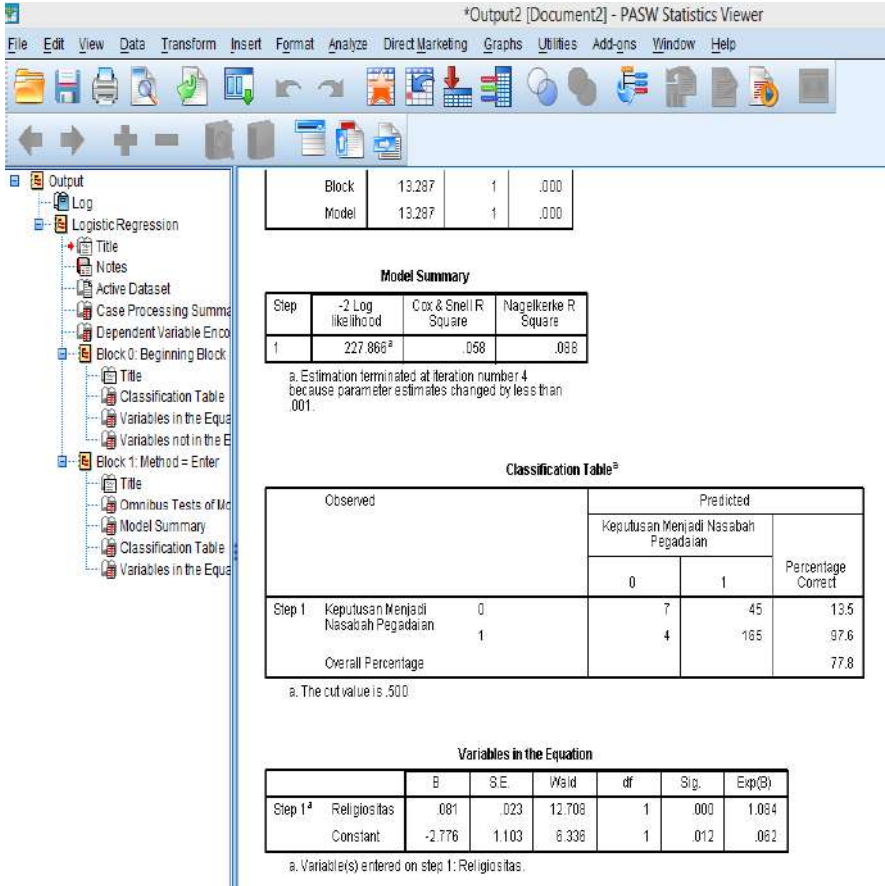 *Output2 [Document2] - PASW Statistics Viewer
File Edit View Data Transform Insert Format Analyze Direct Marketing Graphs Utilities Add-ons Window Help
Output
Log
Logistic Regression
Title
Notes
Active Dataset
Case Processing Summa
Dependent Variable Enco
Block 0: Beginning Block
Title
Classification Table
Variables in the Equa
Variables not in the E
Block 1: Method = Enter
Title
Omnibus Tests of Mo
Model Summary
Classification Table
Variables in the Equa
Block 13.287 1 .000
Model 13.287 1 .000
Model Summary
Step -2 Log likelihood Cox & Snell R Square Nagelkerke R Square
1 227.866a .058 .088
a. Estimation terminated at iteration number 4
because parameter estimates changed by less than
.001.
Classification Tablea
Observed Predicted
Keputusan Menjadi Nasabah
Pegadaian
Percentage
Correct
0 1
Step 1 Keputusan Menjadi
Nasabah Pegadaian
0 7 45 13.5
1 4 165 97.6
Overall Percentage 77.8
a. The cut value is .500
Variables in the Equation
B S.E. Wald df Sig. Exp(B)
Step 1a Religiositas .081 .023 12.708 1 .000 1.084
Constant -2.776 1.103 6.336 1 .012 .062
a. Variable(s) entered on step 1: Religiositas.